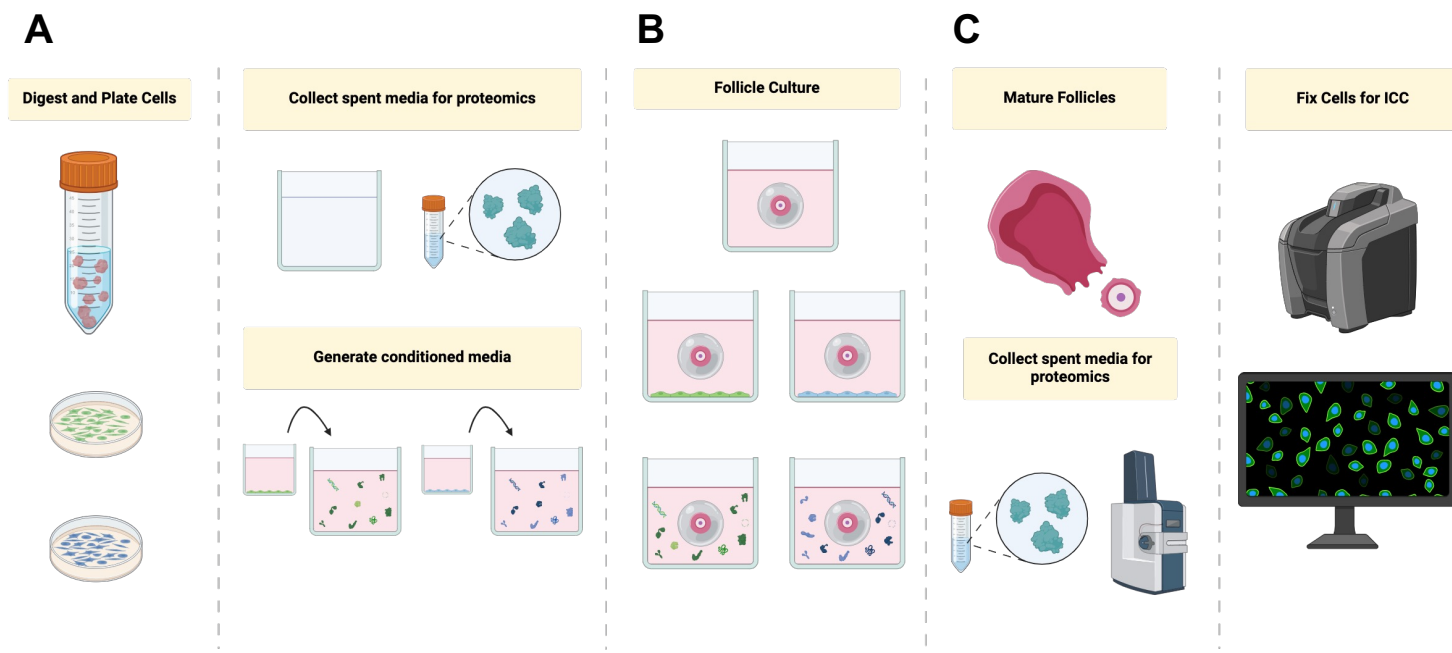 A
B
C
Digest and Plate Cells
Collect spent media for proteomics
Generate conditioned media
Follicle Culture
Mature Follicles
Collect spent media for
proteomics
Fix Cells for ICC